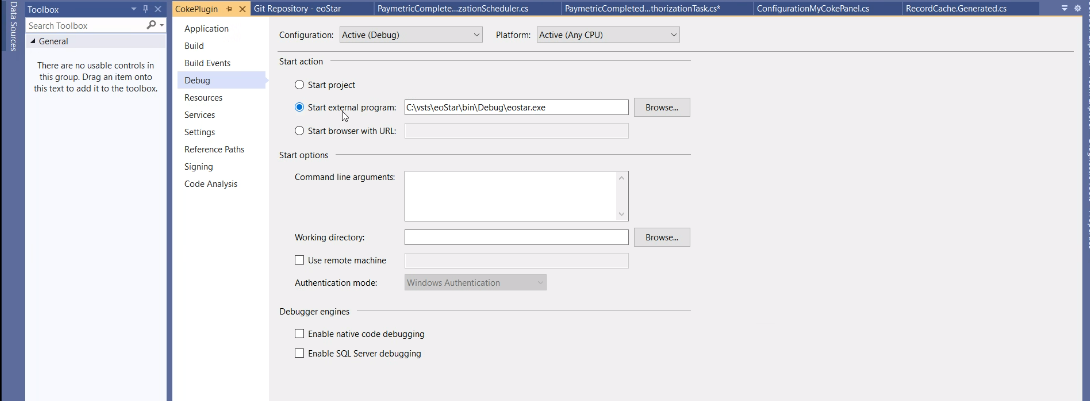 Data Sources
Toolbox
Search Toolbox
General
There are no usable controls in
this group. Drag an item onto
this text to add it to the toolbox.
CokePlugin
Git Repository - eoStar
PaymetricComplete...zationScheduler.cs
PaymetricCompleted...thorizationTask.cs*
ConfigurationMyCokePanel.cs
RecordCache.Generated.cs
Application
Build
Build Events
Debug
Resources
Services
Settings
Reference Paths
Signing
Code Analysis
Configuration: Active (Debug) Platform: Active (Any CPU)
Start action
Start project
Start external program: C:\vsts\eoStar\bin\Debug\eostar.exe Browse...
Start browser with URL:
Start options
Command line arguments:
Working directory: Browse...
Use remote machine
Authentication mode: Windows Authentication
Debugger engines
Enable native code debugging
Enable SQL Server debugging